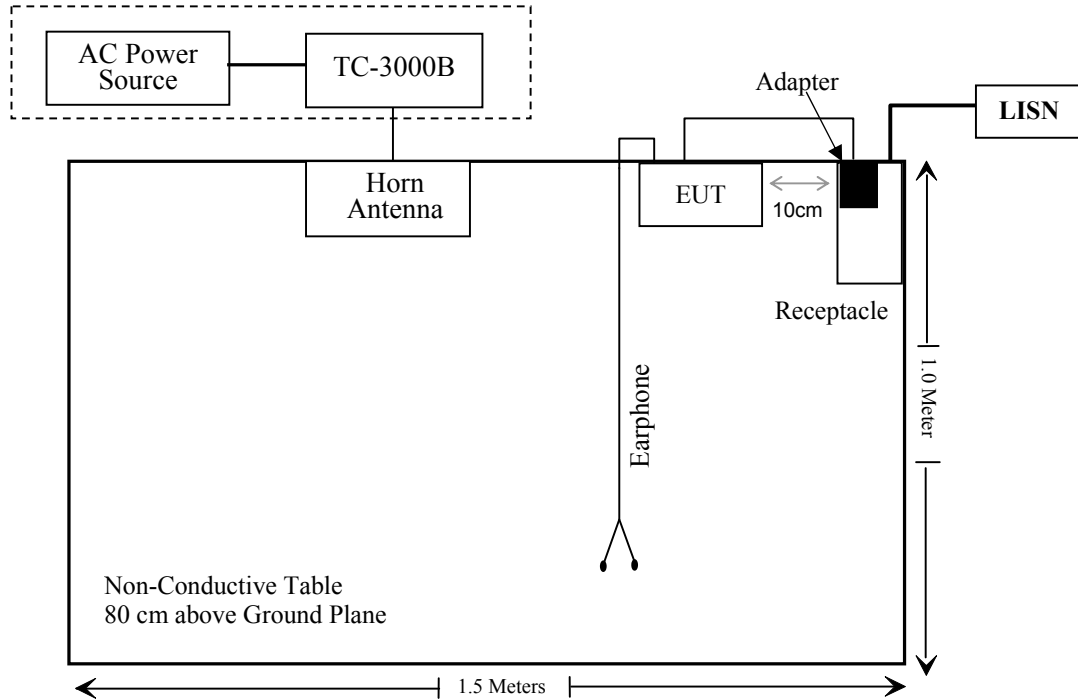 AC Power
Source
TC-3000B
Adapter
LISN
Horn
Antenna
EUT
10cm
Receptacle
1.0 Meter
Earphone
Non-Conductive Table
80 cm above Ground Plane
1.5 Meters